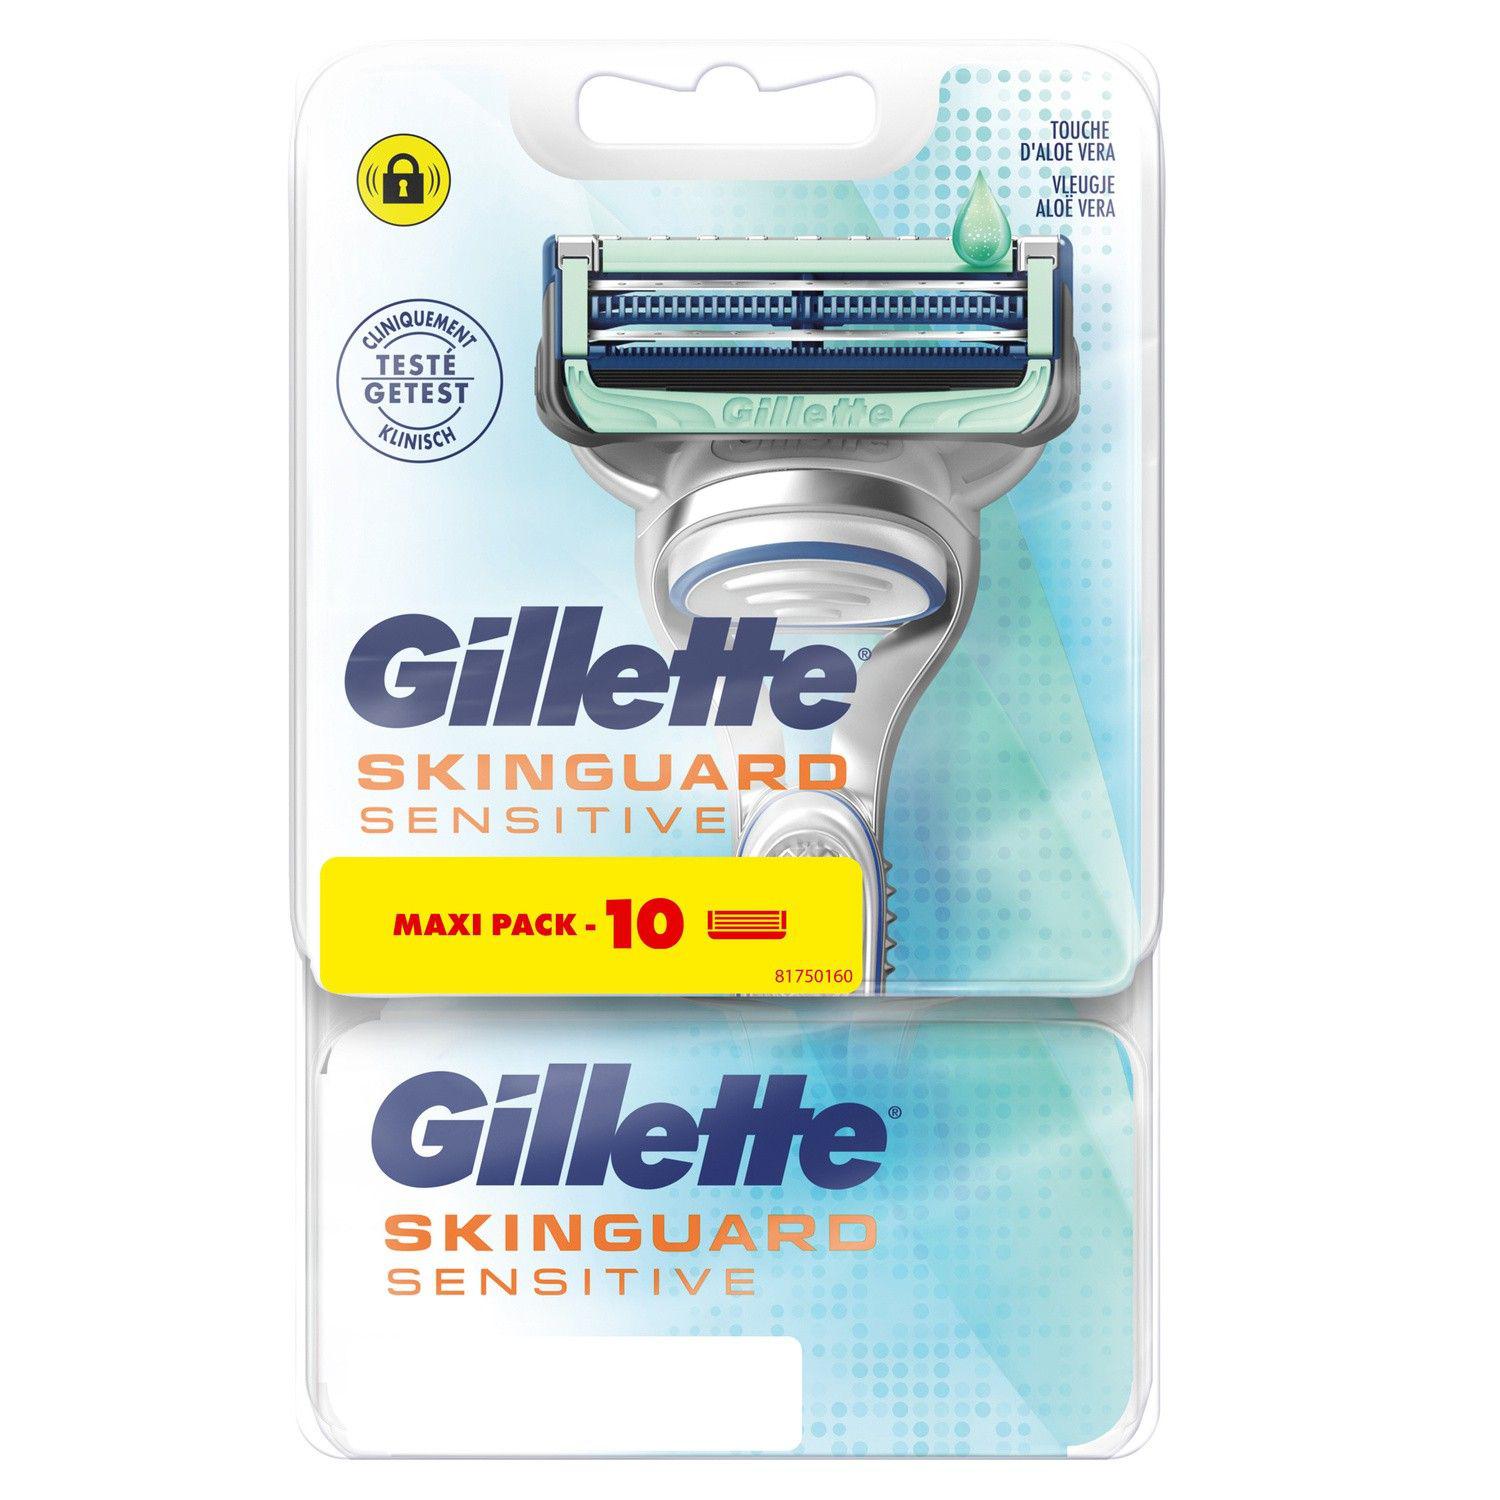 TOUCHE
D'ALOE VERA
VLEUGJE
ALOË VERA
CLINIQUEMENT
TESTÉ
GETEST
KLINISCH
Gillette
Gillette
Gillette®
SKINGUARD
SENSITIVE
MAXI PACK - 10
81750160
Gillette®
SKINGUARD
SENSITIVE